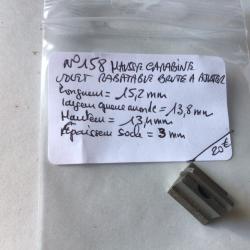 N°158 HAUSSE CARABINE
JOUET RABATABLE BRUTE A AJUSTER
Longueur = 15,2 mm
largeur queue aronde = 13,8 mm
Hauteur = 13,4 mm
Epaisseur socle = 3 mm
20€